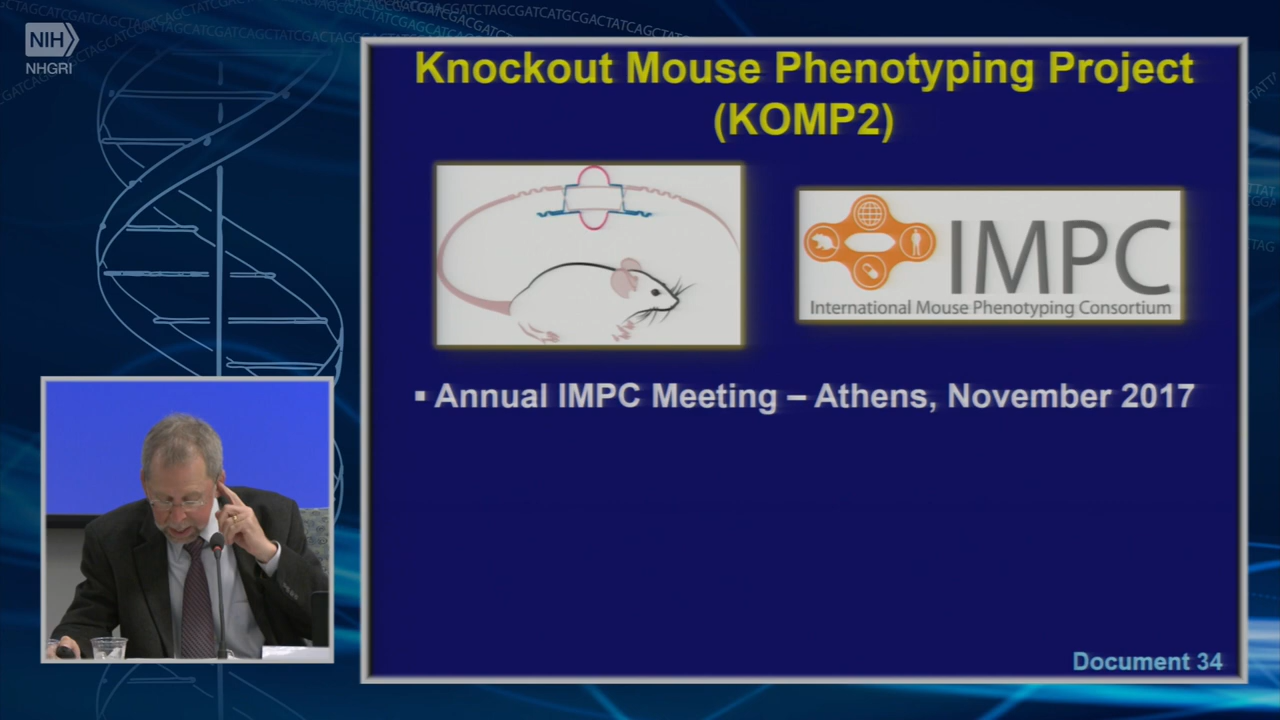 NIH
NHGRI
Knockout Mouse Phenotyping Project
(KOMP2)
IMPC
International Mouse Phenotyping Consortium
▪ Annual IMPC Meeting – Athens, November 2017
Document 34